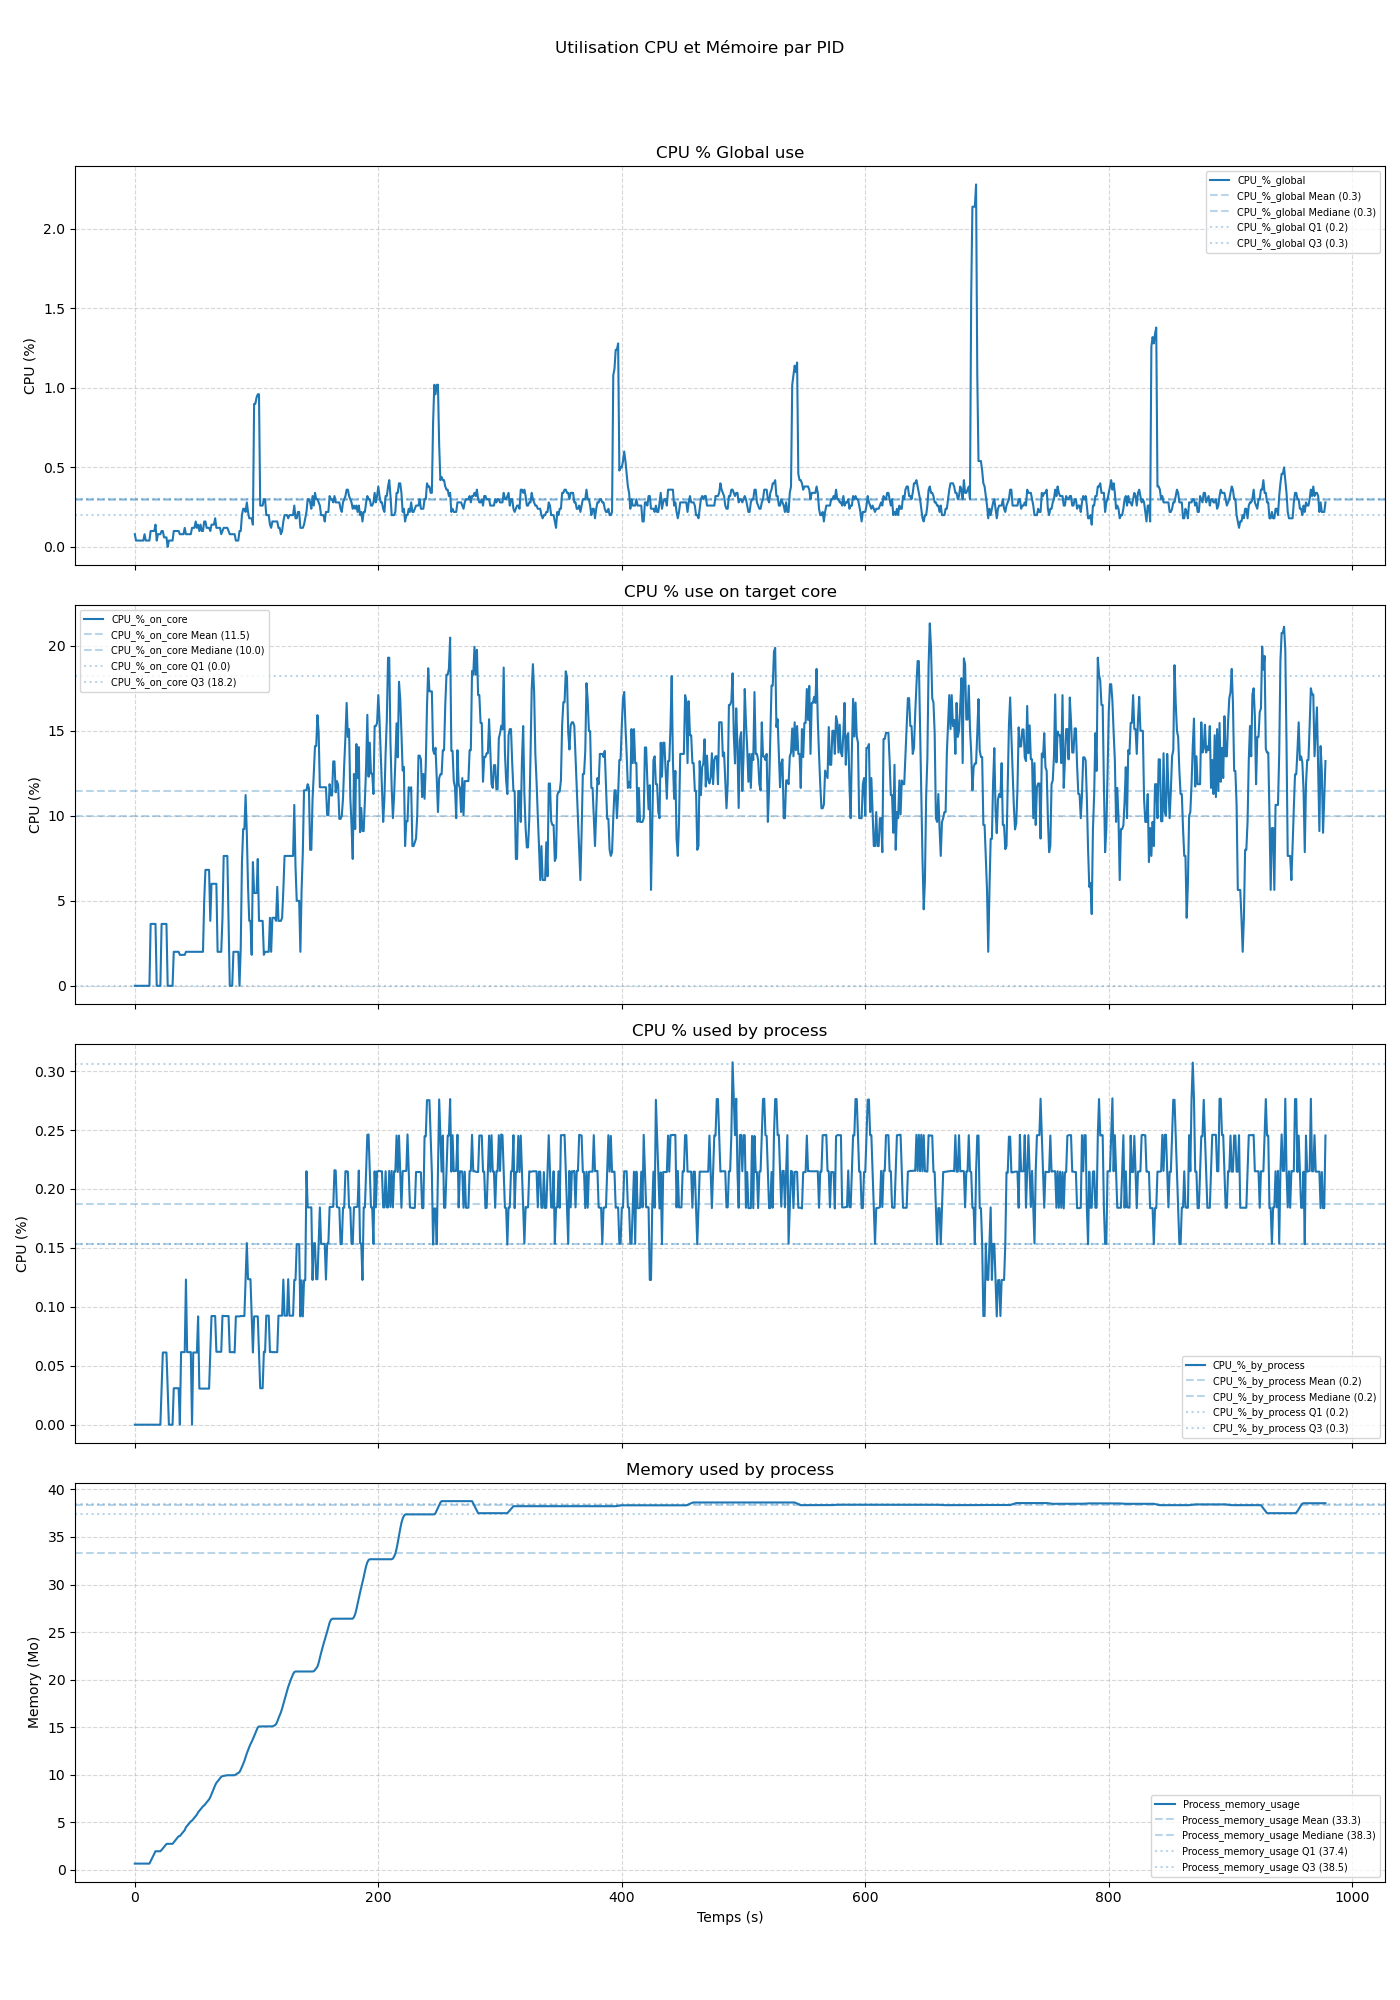 Utilisation CPU et Mémoire par PID
CPU % Global use
CPU (%)
2.0
1.5
1.0
0.5
0.0
CPU_%_global
CPU_%_global Mean (0.3)
CPU_%_global Mediane (0.3)
CPU_%_global Q1 (0.2)
CPU_%_global Q3 (0.3)
CPU % use on target core
CPU (%)
20
15
10
5
0
CPU_%_on_core
CPU_%_on_core Mean (11.5)
CPU_%_on_core Mediane (10.0)
CPU_%_on_core Q1 (0.0)
CPU_%_on_core Q3 (18.2)
CPU % used by process
CPU (%)
0.30
0.25
0.20
0.15
0.10
0.05
0.00
CPU_%_by_process
CPU_%_by_process Mean (0.2)
CPU_%_by_process Mediane (0.2)
CPU_%_by_process Q1 (0.2)
CPU_%_by_process Q3 (0.3)
Memory used by process
Memory (Mo)
40
35
30
25
20
15
10
5
0
Process_memory_usage
Process_memory_usage Mean (33.3)
Process_memory_usage Mediane (38.3)
Process_memory_usage Q1 (37.4)
Process_memory_usage Q3 (38.5)
0 200 400 600 800 1000
Temps (s)